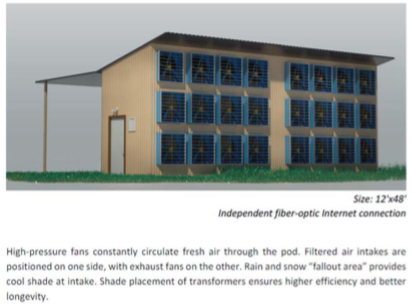 Size: 12'x48'
Independent fiber-optic Internet connection
High-pressure fans constantly circulate fresh air through the pod. Filtered air intakes are
positioned on one side, with exhaust fans on the other. Rain and snow "fallout area" provides
cool shade at intake. Shade placement of transformers ensures higher efficiency and better
longevity.